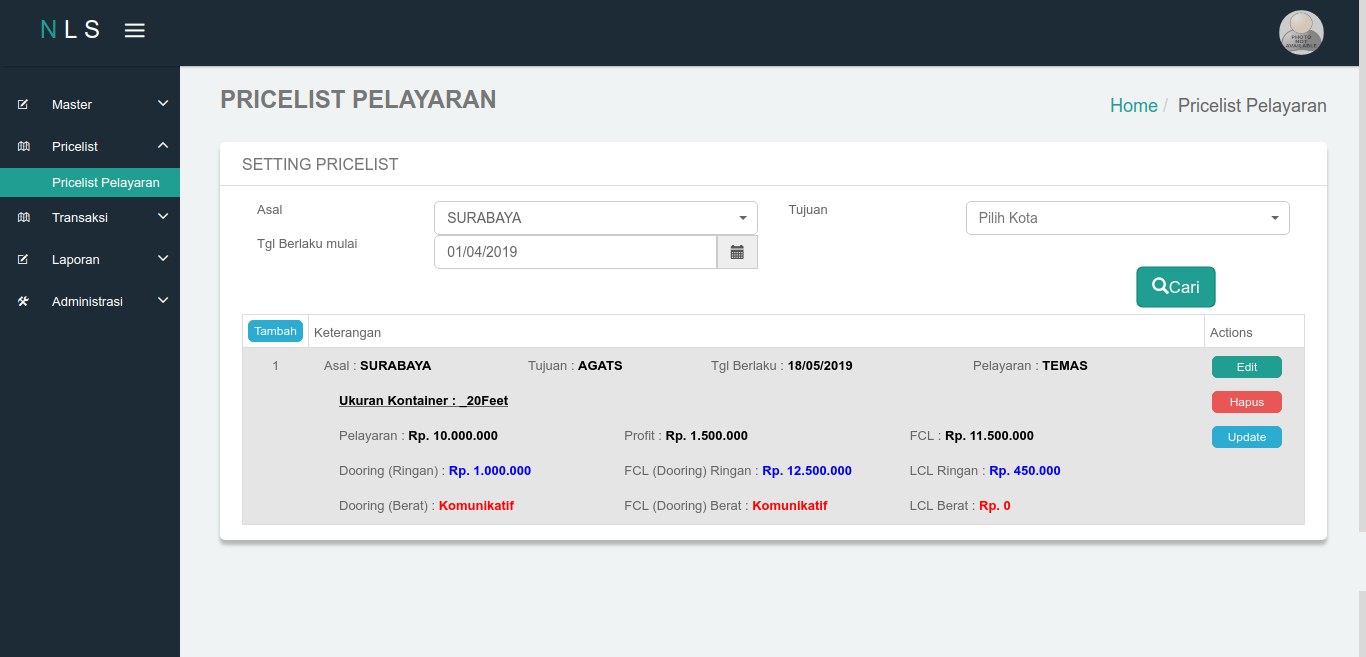 NLS
PHOTO
NOT
AVAILABLE
Master
Pricelist
Pricelist Pelayaran
Transaksi
Laporan
Administrasi
PRICELIST PELAYARAN
Home / Pricelist Pelayaran
SETTING PRICELIST
Asal SURABAYA Tujuan Pilih Kota
Tgl Berlaku mulai 01/04/2019
Cari
Tambah Keterangan Actions
1 Asal : SURABAYA Tujuan : AGATS Tgl Berlaku : 18/05/2019 Pelayaran : TEMAS Edit
Ukuran Kontainer : _20Feet Hapus
Pelayaran : Rp. 10.000.000 Profit : Rp. 1.500.000 FCL : Rp. 11.500.000 Update
Dooring (Ringan) : Rp. 1.000.000 FCL (Dooring) Ringan : Rp. 12.500.000 LCL Ringan : Rp. 450.000
Dooring (Berat) : Komunikatif FCL (Dooring) Berat : Komunikatif LCL Berat : Rp. 0